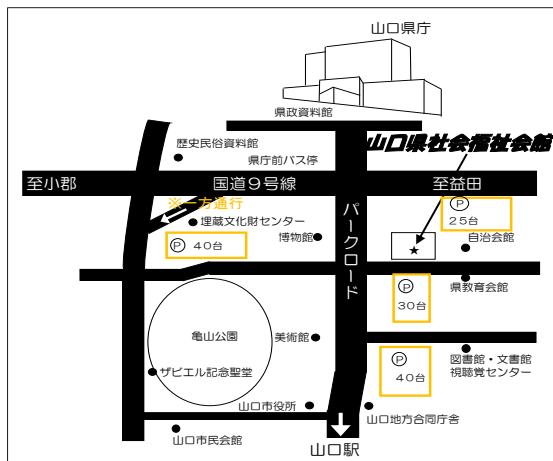 山口県庁
県政資料館
山口県社会福祉会館
歴史民俗資料館
県庁前バス停
至小郡
国道9号線
至益田
※一方通行
Ⓟ
25台
埋蔵文化財センター
Ⓟ 40台
博物館
パークロード
★
自治会館
県教育会館
Ⓟ
30台
亀山公園
美術館
Ⓟ
40台
図書館・文書館
視聴覚センター
ザビエル記念聖堂
山口市役所
山口地方合同庁舎
山口市民会館
山口駅